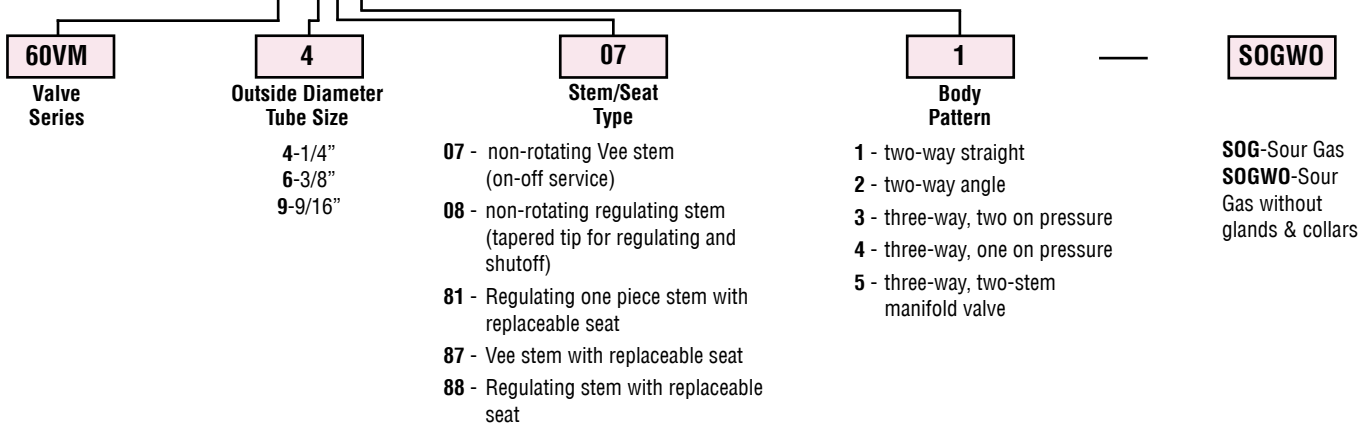 60VM
4
07
1
SOGWO
Valve
Series
Outside Diameter
Tube Size
4-1/4”
6-3/8”
9-9/16”
Stem/Seat
Type
07 - non-rotating Vee stem
(on-off service)
08 - non-rotating regulating stem
(tapered tip for regulating and
shutoff)
81 - Regulating one piece stem with
replaceable seat
87 - Vee stem with replaceable seat
88 - Regulating stem with replaceable
seat
Body
Pattern
1 - two-way straight
2 - two-way angle
3 - three-way, two on pressure
4 - three-way, one on pressure
5 - three-way, two-stem
manifold valve
SOG-Sour Gas
SOGWO-Sour
Gas without
glands & collars